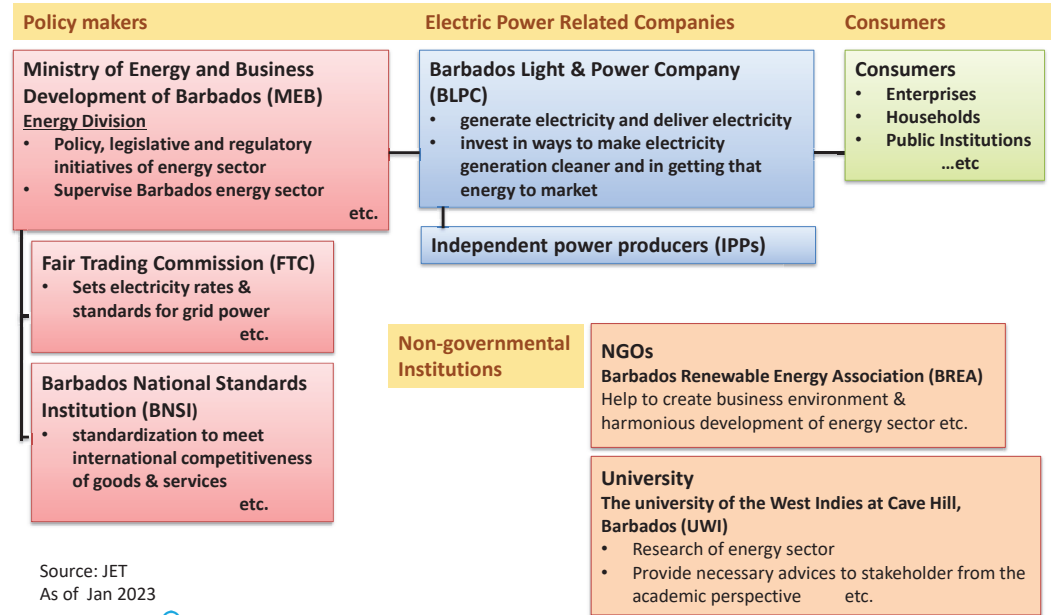 Policy makers
Electric Power Related Companies
Consumers
Ministry of Energy and Business
Development of Barbados (MEB)
Energy Division
• Policy, legislative and regulatory
initiatives of energy sector
• Supervise Barbados energy sector
etc.
Fair Trading Commission (FTC)
• Sets electricity rates &
standards for grid power
etc.
Barbados National Standards
Institution (BNSI)
• standardization to meet
international competitiveness
of goods & services
etc.
Barbados Light & Power Company
(BLPC)
• generate electricity and deliver electricity
• invest in ways to make electricity
generation cleaner and in getting that
energy to market
Independent power producers (IPPs)
Consumers
• Enterprises
• Households
• Public Institutions
...etc
Non-governmental
Institutions
NGOs
Barbados Renewable Energy Association (BREA)
Help to create business environment &
harmonious development of energy sector etc.
University
The university of the West Indies at Cave Hill,
Barbados (UWI)
• Research of energy sector
• Provide necessary advices to stakeholder from the
academic perspective etc.
Source: JET
As of Jan 2023